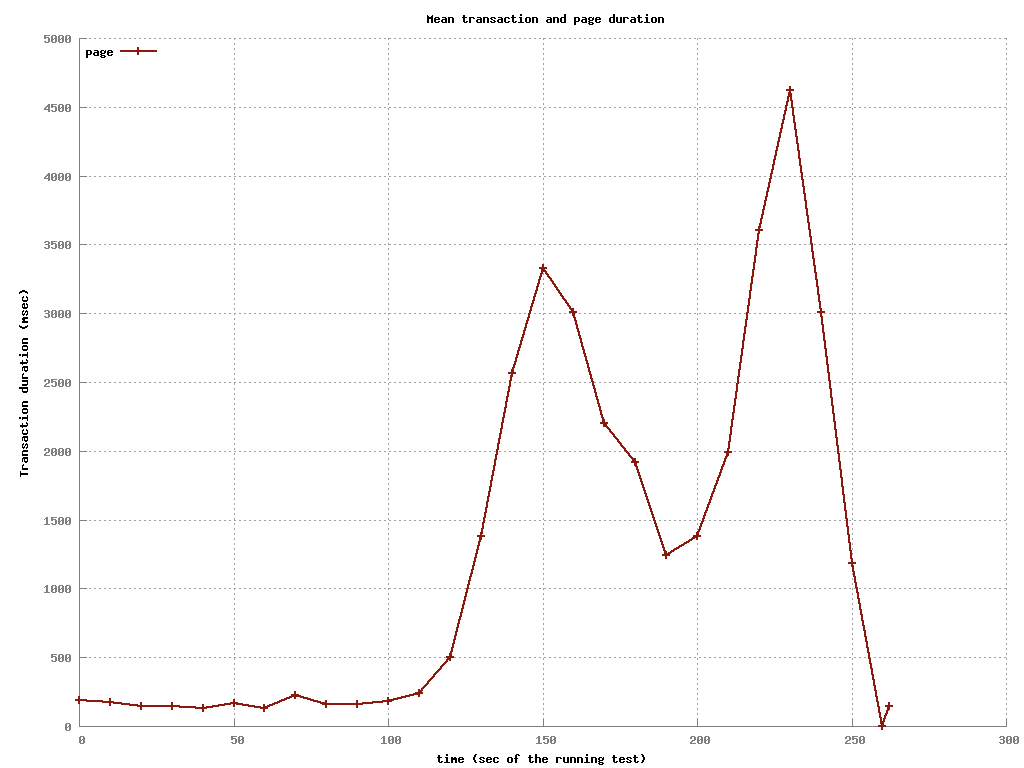 Mean transaction and page duration
page
5000
4500
4000
3500
3000
2500
2000
1500
1000
500
0
Transaction duration (msec)
0 50 100 150 200 250 300
time (sec of the running test)